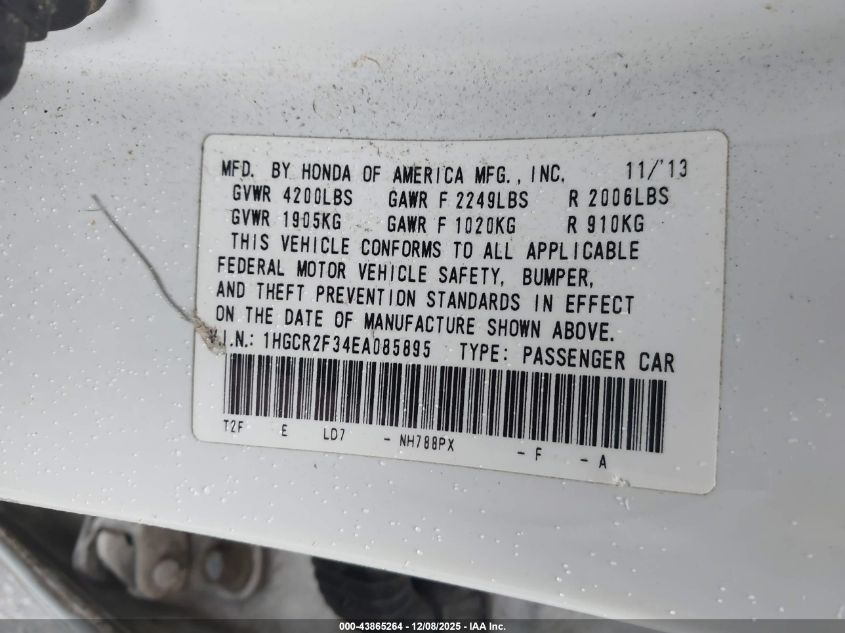 MFD. BY HONDA OF AMERICA MFG., INC. 11/'13
GVWR 4200LBS GAWR F 2249LBS R 2006LBS
GVWR 1905KG GAWR F 1020KG R 910KG
THIS VEHICLE CONFORMS TO ALL APPLICABLE
FEDERAL MOTOR VEHICLE SAFETY, BUMPER,
AND THEFT PREVENTION STANDARDS IN EFFECT
ON THE DATE OF MANUFACTURE SHOWN ABOVE.
V.I.N.: 1HGCR2F34EA085895 TYPE: PASSENGER CAR
T2F E LD7 - NH788PX - F - A
000-43865264 - 12/08/2025 - IAA Inc.